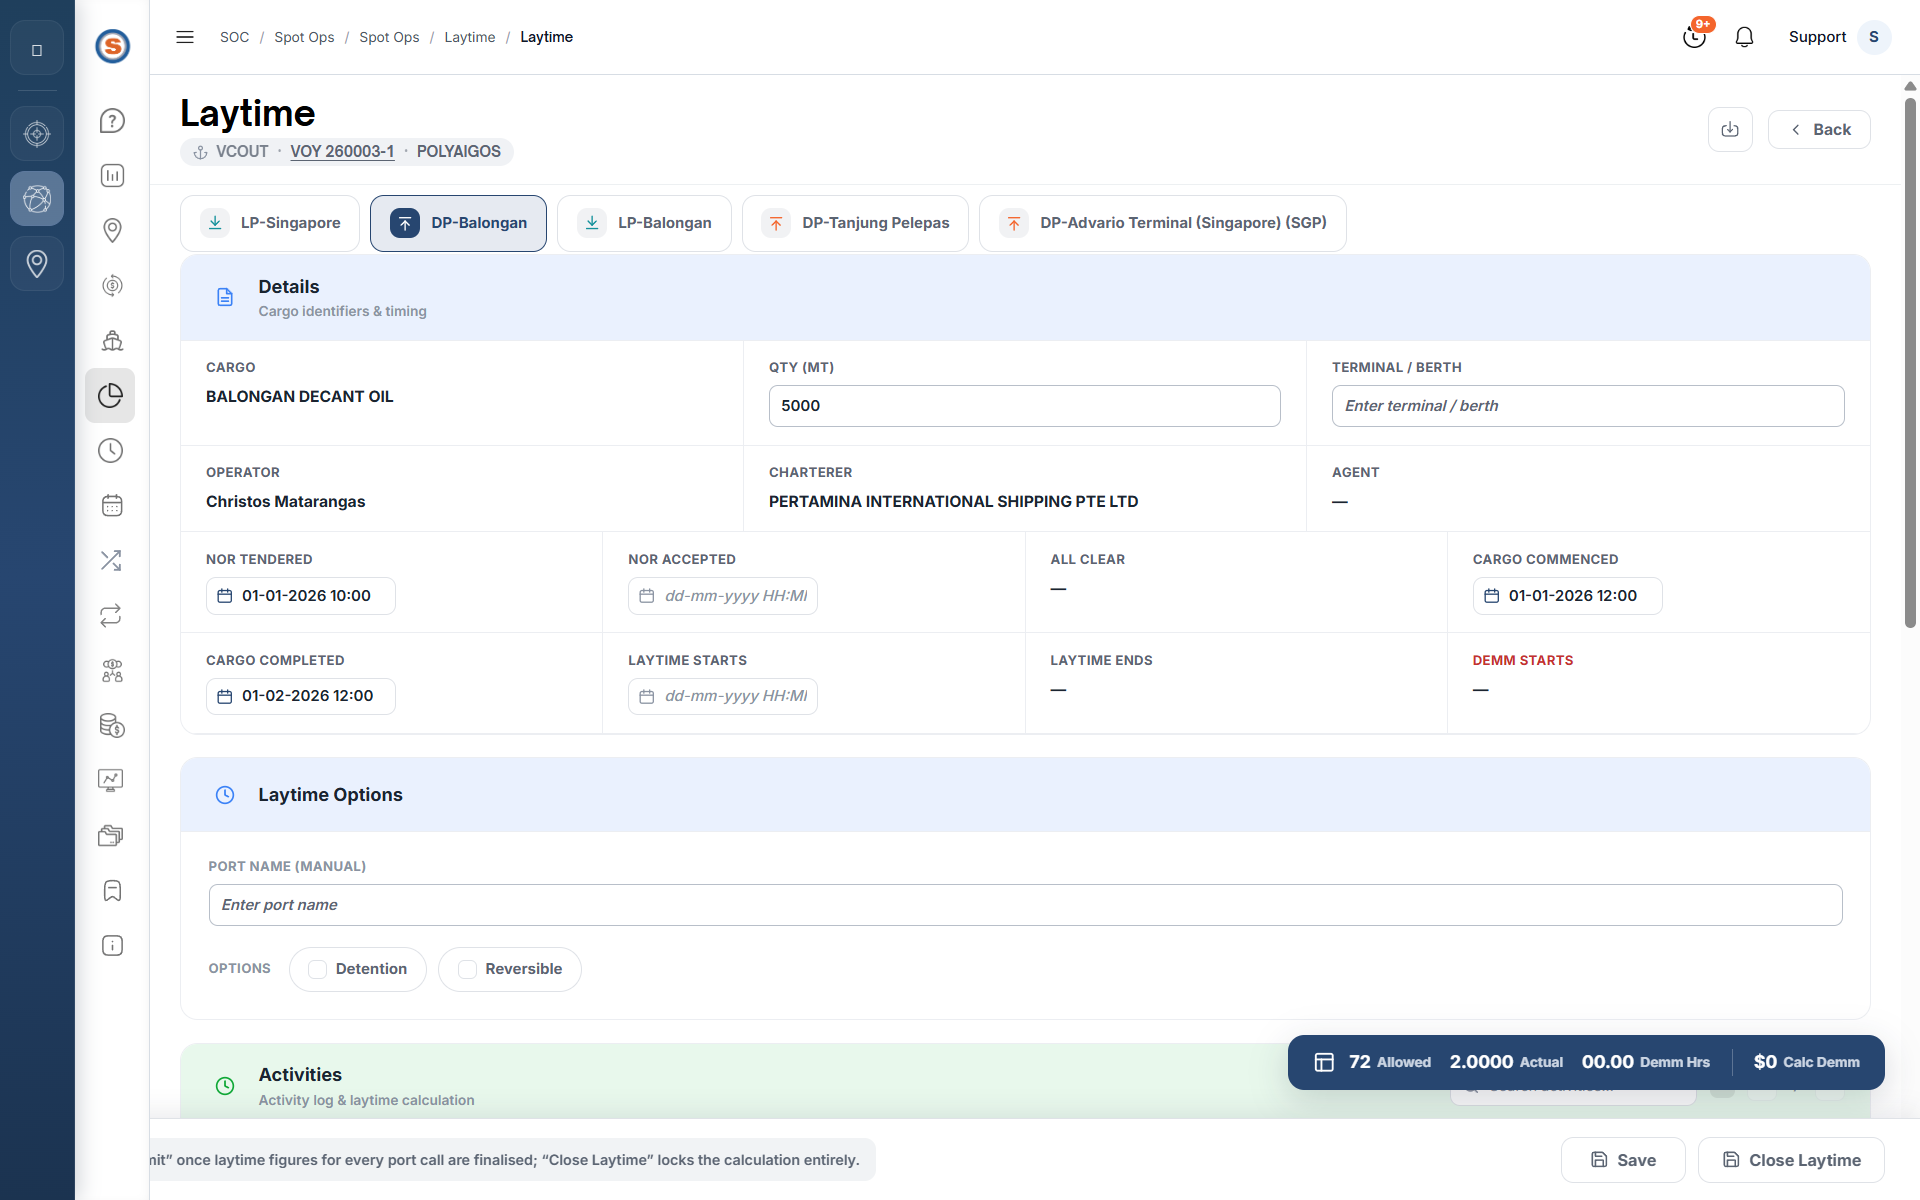 SOC / Spot Ops / Spot Ops / Laytime / Laytime
9+
Support S
Laytime
VCOUT · VOY 260003-1 · POLYAIGOS
Back
LP-Singapore
DP-Balongan
LP-Balongan
DP-Tanjung Pelepas
DP-Advario Terminal (Singapore) (SGP)
Details
Cargo identifiers & timing
CARGO
BALONGAN DECANT OIL
QTY (MT)
5000
TERMINAL / BERTH
Enter terminal / berth
OPERATOR
Christos Matarangas
CHARTERER
PERTAMINA INTERNATIONAL SHIPPING PTE LTD
AGENT
—
NOR TENDERED
01-01-2026 10:00
NOR ACCEPTED
dd-mm-yyyy HH:MI
ALL CLEAR
—
CARGO COMMENCED
01-01-2026 12:00
CARGO COMPLETED
01-02-2026 12:00
LAYTIME STARTS
dd-mm-yyyy HH:MI
LAYTIME ENDS
—
DEMM STARTS
—
Laytime Options
PORT NAME (MANUAL)
Enter port name
OPTIONS
Detention
Reversible
Activities
Activity log & laytime calculation
72 Allowed 2.0000 Actual 00.00 Demm Hrs $0 Calc Demm
mit” once laytime figures for every port call are finalised; “Close Laytime” locks the calculation entirely.
Save
Close Laytime